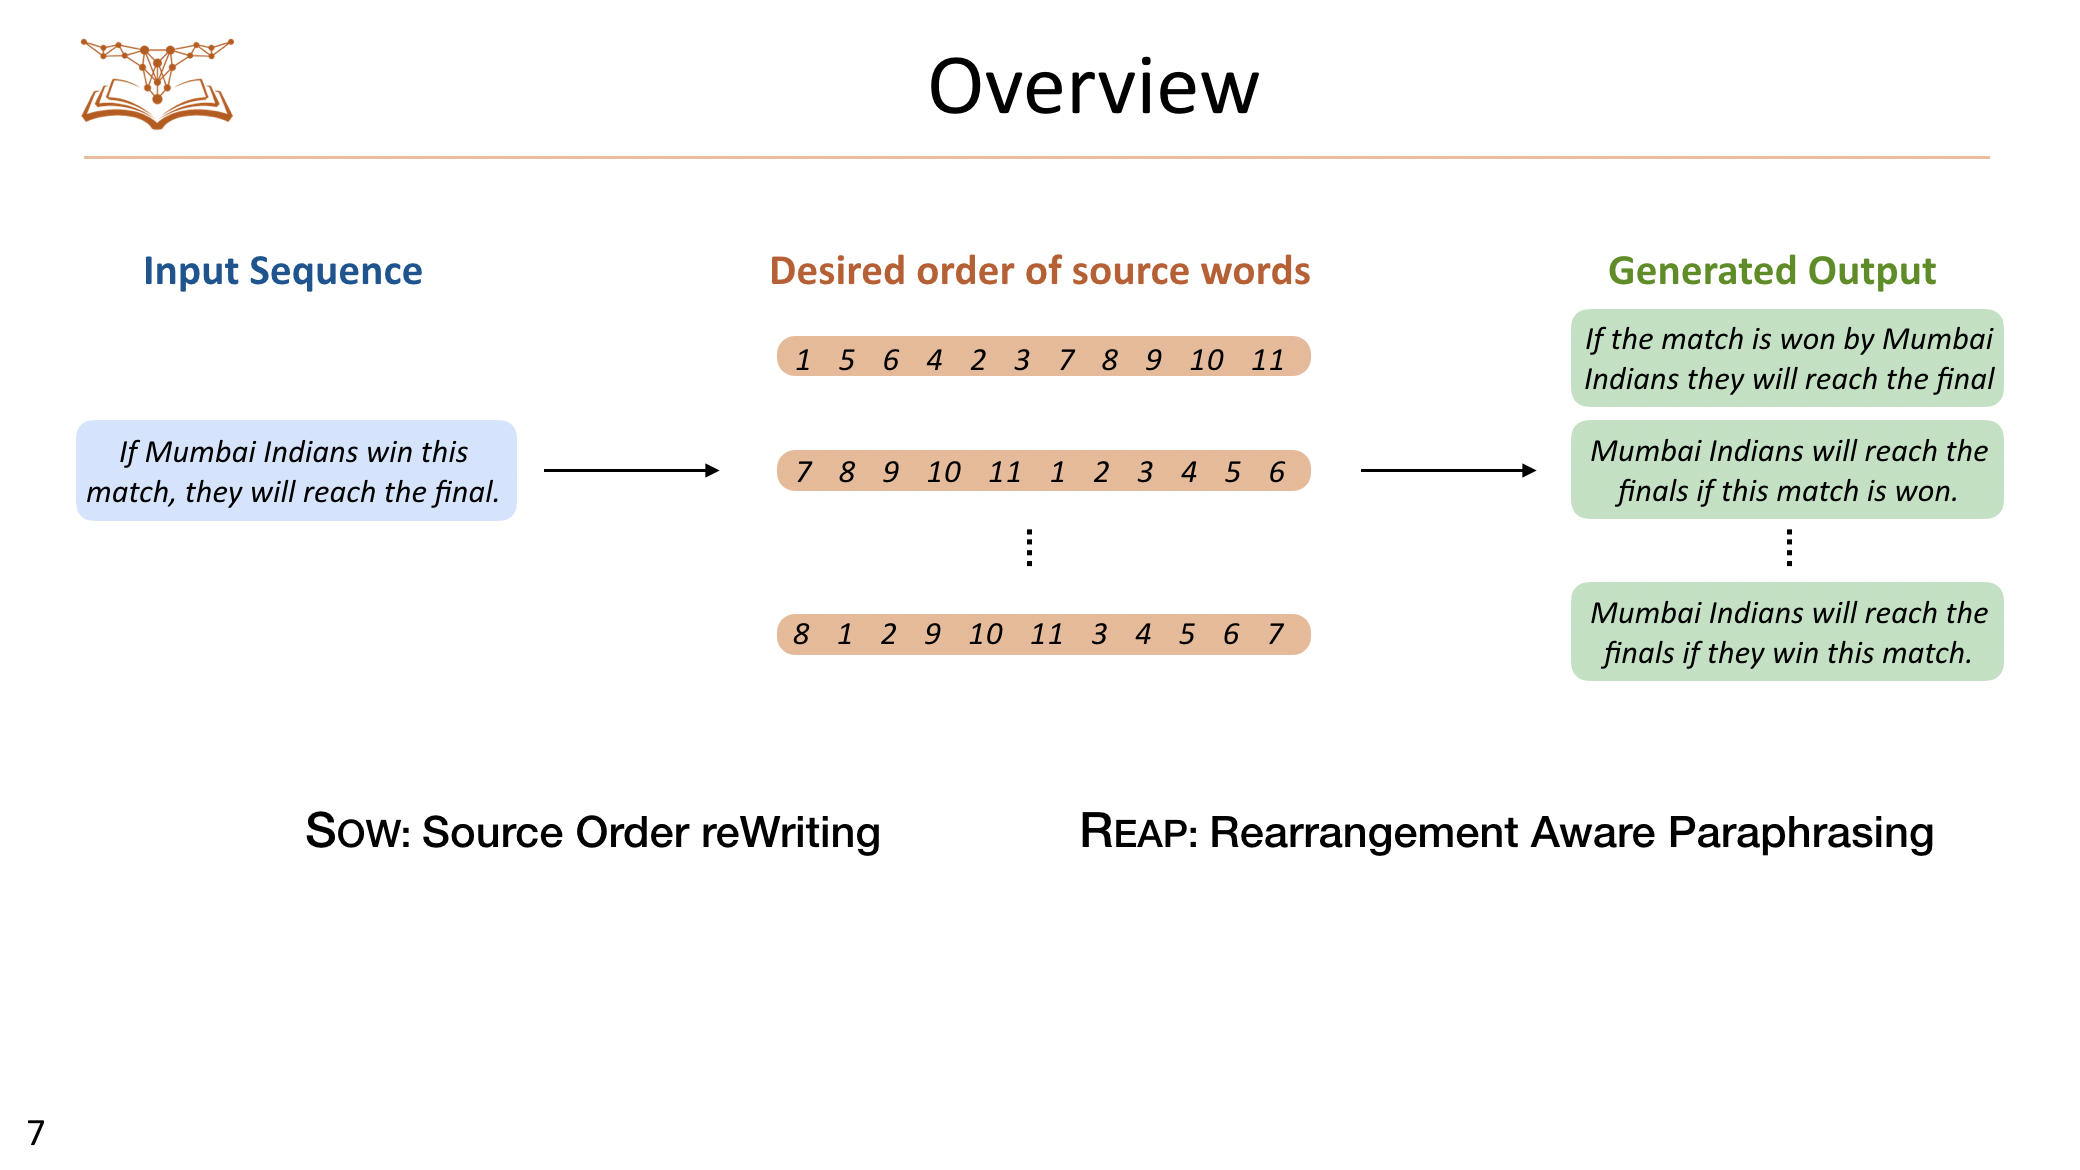 Overview
Input Sequence
Desired order of source words
Generated Output
If Mumbai Indians win this
match, they will reach the final.
1 5 6 4 2 3 7 8 9 10 11
7 8 9 10 11 1 2 3 4 5 6
8 1 2 9 10 11 3 4 5 6 7
If the match is won by Mumbai
Indians they will reach the final
Mumbai Indians will reach the
finals if this match is won.
Mumbai Indians will reach the
finals if they win this match.
SOW: Source Order reWriting
REAP: Rearrangement Aware Paraphrasing
7